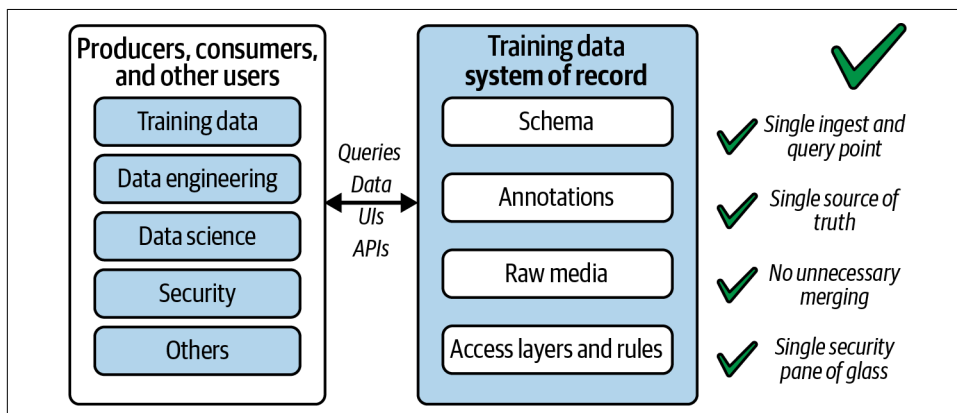 Producers, consumers,
and other users
Training data
Data engineering
Data science
Security
Others
Queries
Data
UIs
APIs
Training data
system of record
Schema
Annotations
Raw media
Access layers and rules
Single ingest and
query point
Single source of
truth
No unnecessary
merging
Single security
pane of glass